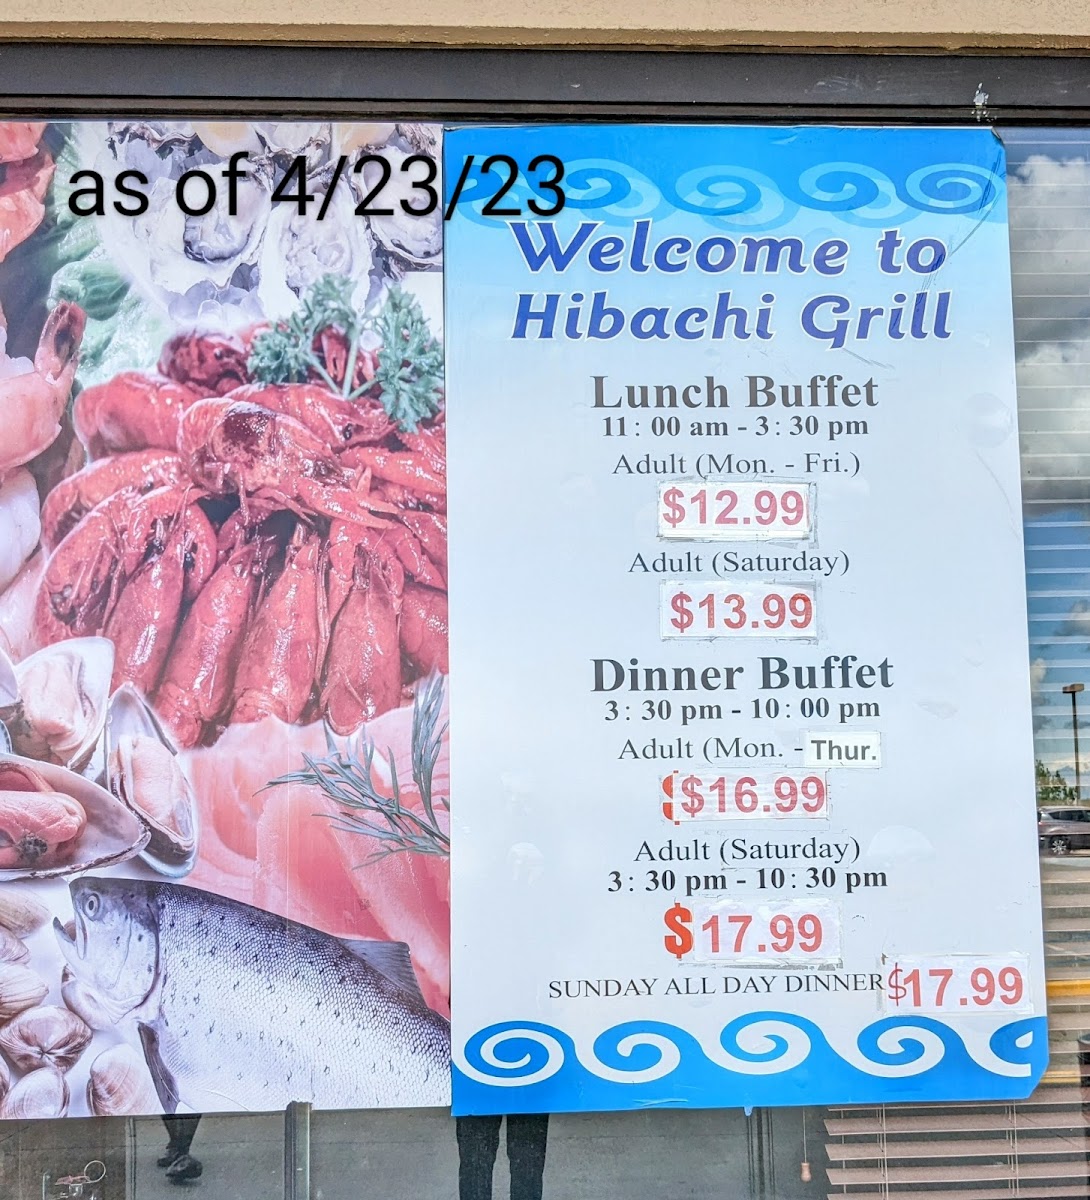 as of 4/23/23
Welcome to
Hibachi Grill
Lunch Buffet
11: 00 am - 3: 30 pm
Adult (Mon. - Fri.)
$12.99
Adult (Saturday)
$13.99
Dinner Buffet
3: 30 pm - 10: 00 pm
Adult (Mon. - Thur.
$16.99
Adult (Saturday)
3: 30 pm - 10: 30 pm
$17.99
SUNDAY ALL DAY DINNER $17.99